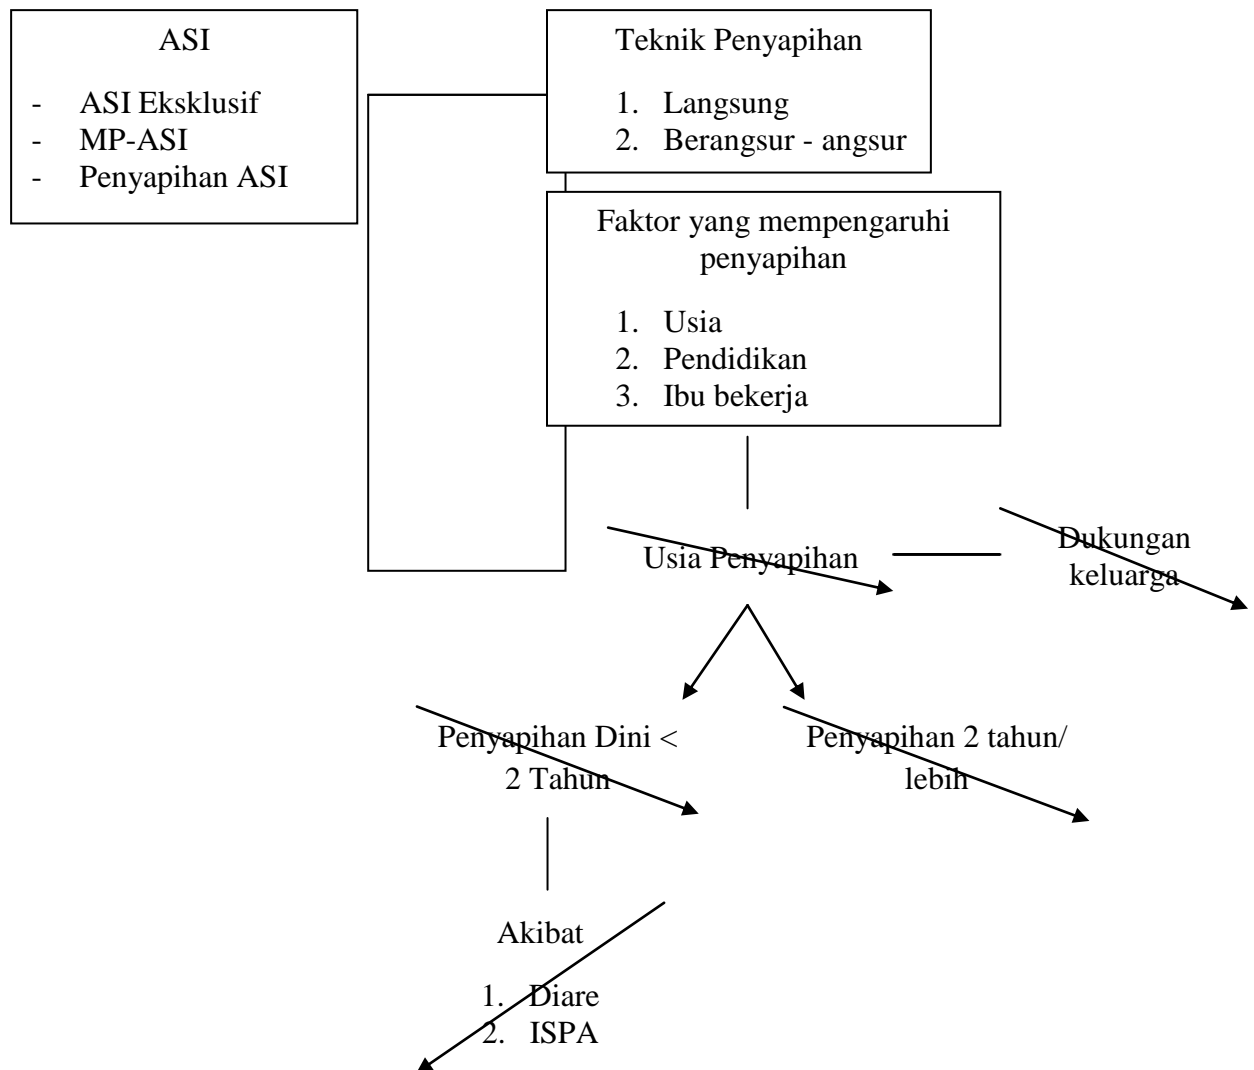 ASI
- ASI Eksklusif
- MP-ASI
- Penyapihan ASI
Teknik Penyapihan
1. Langsung
2. Berangsur - angsur
Faktor yang mempengaruhi
penyapihan
1. Usia
2. Pendidikan
3. Ibu bekerja
Usia Penyapihan
Dukungan
keluarga
Penyapihan Dini <
2 Tahun
Penyapihan 2 tahun/
lebih
Akibat
1. Diare
2. ISPA